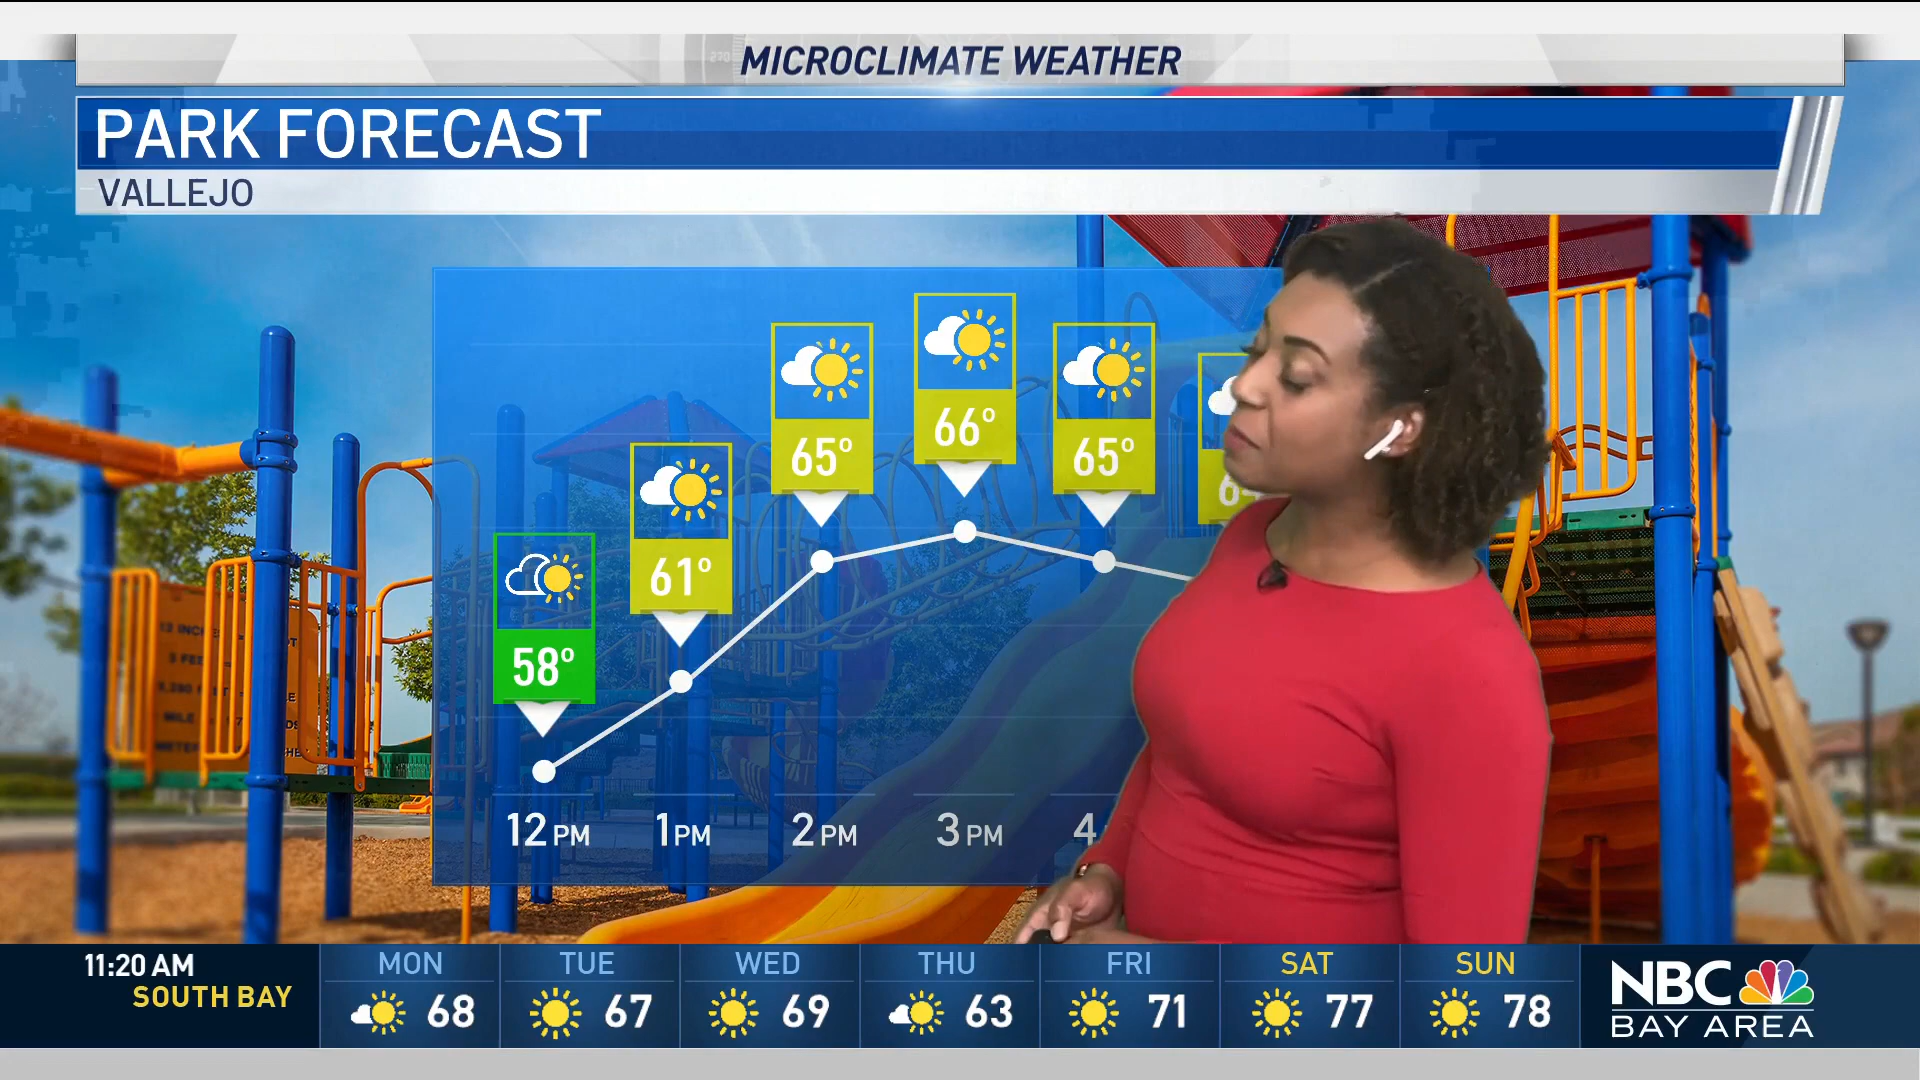 MICROCLIMATE WEATHER
PARK FORECAST
VALLEJO
58°
61°
65°
66°
65°
12 PM
1 PM
2 PM
3 PM
4
11:20 AM
SOUTH BAY
MON
68
TUE
67
WED
69
THU
63
FRI
71
SAT
77
SUN
78
NBC
BAY AREA